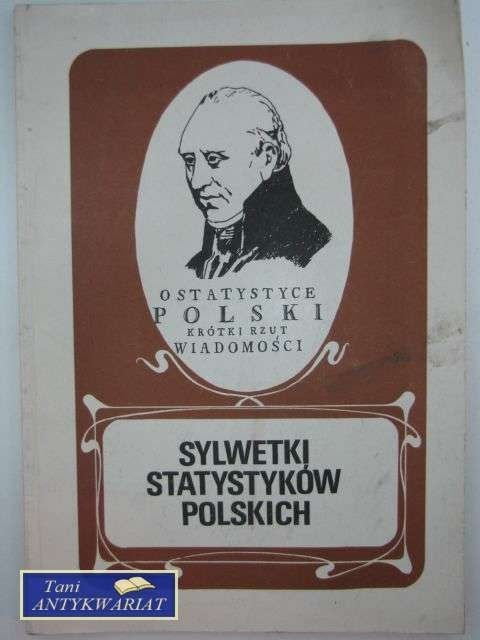 O STATYSTYCE
POLSKI
KRÓTKI RZUT
WIADOMOŚCI
SYLWETKI
STATYSTYKÓW
POLSKICH
Tani
ANTYKWARIAT